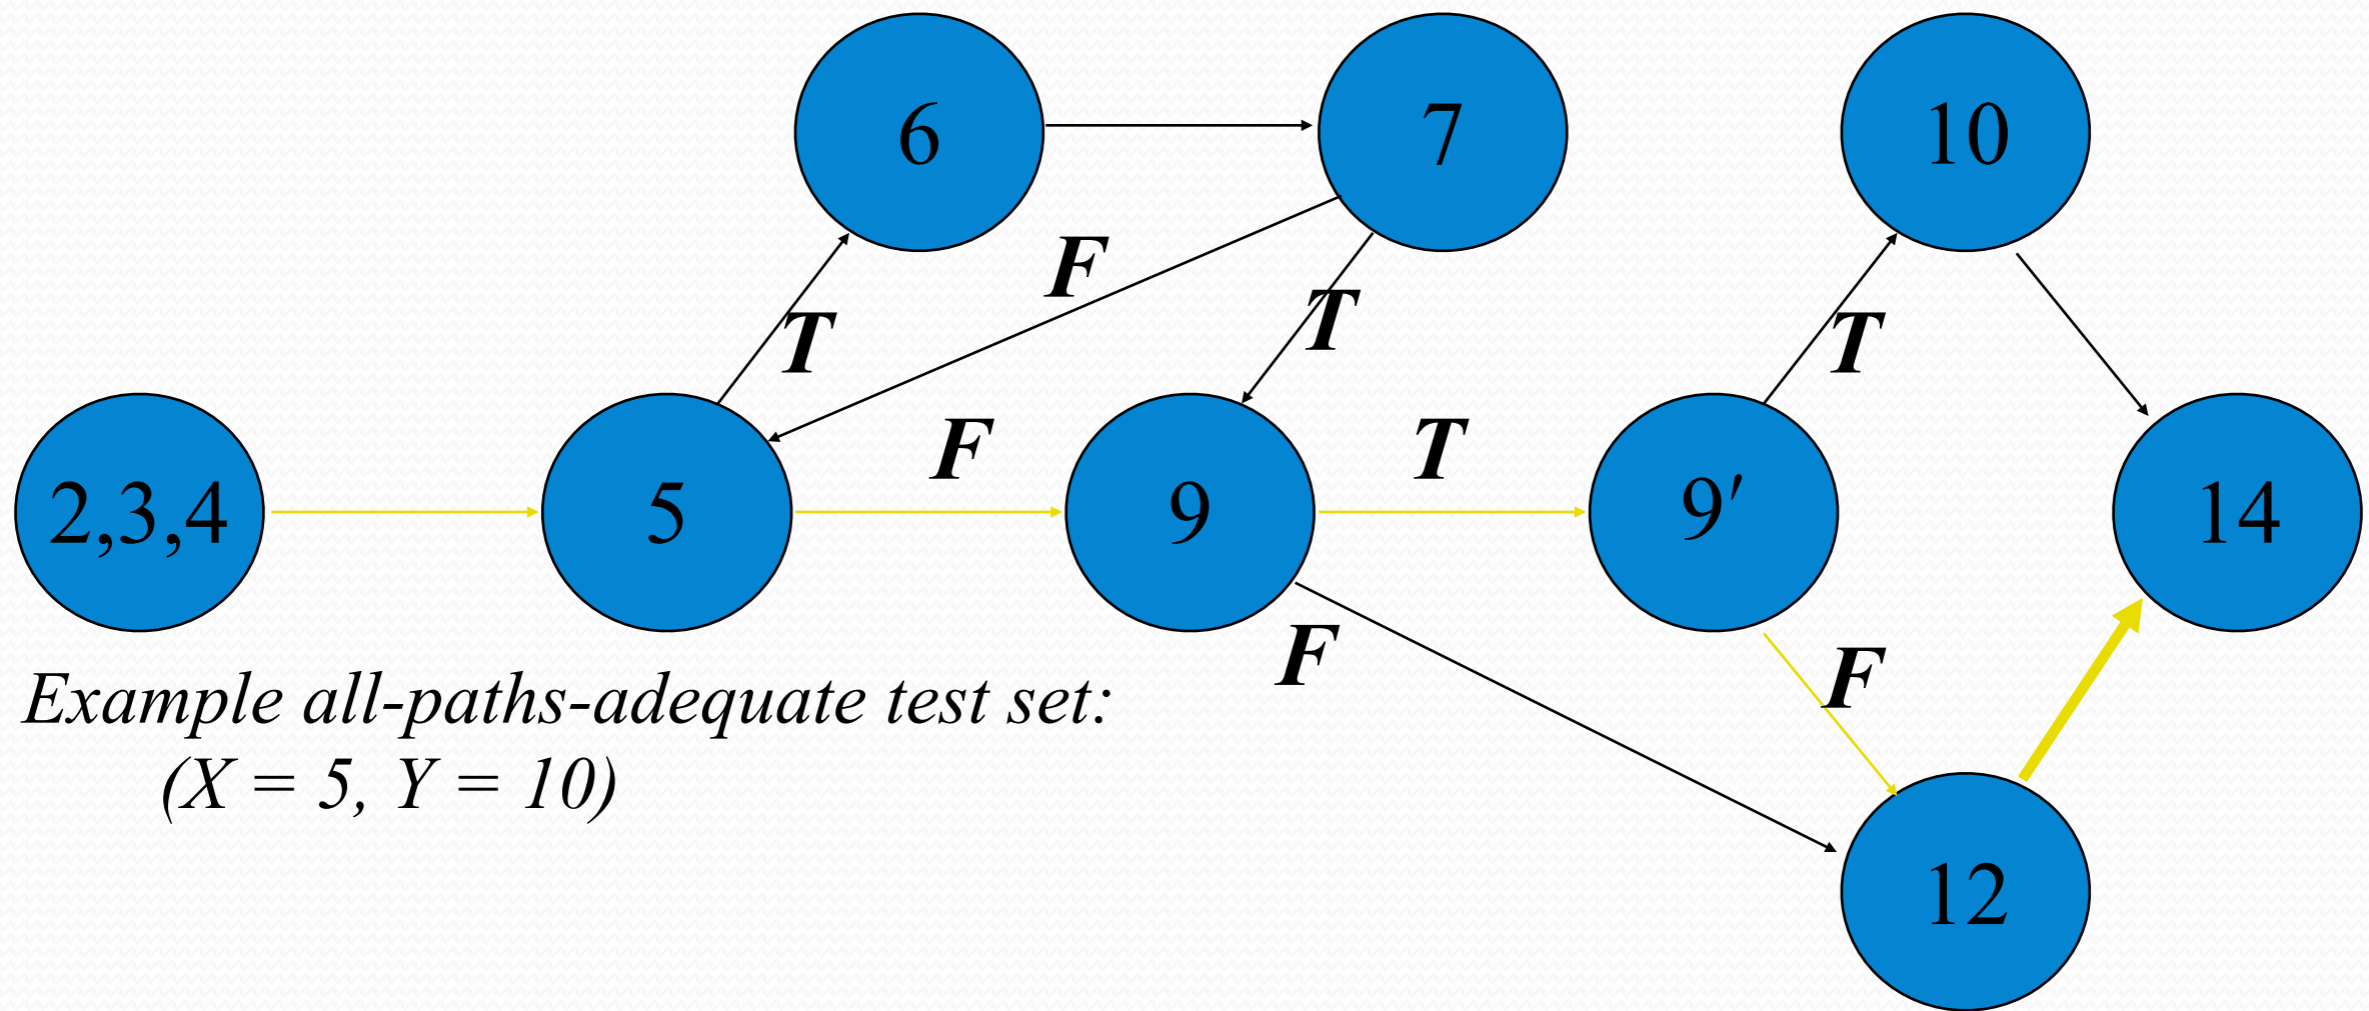 6
7
10
F
T
T
T
F
T
2,3,4
5
9
9′
14
F
F
Example all-paths-adequate test set:
(X = 5, Y = 10)
12